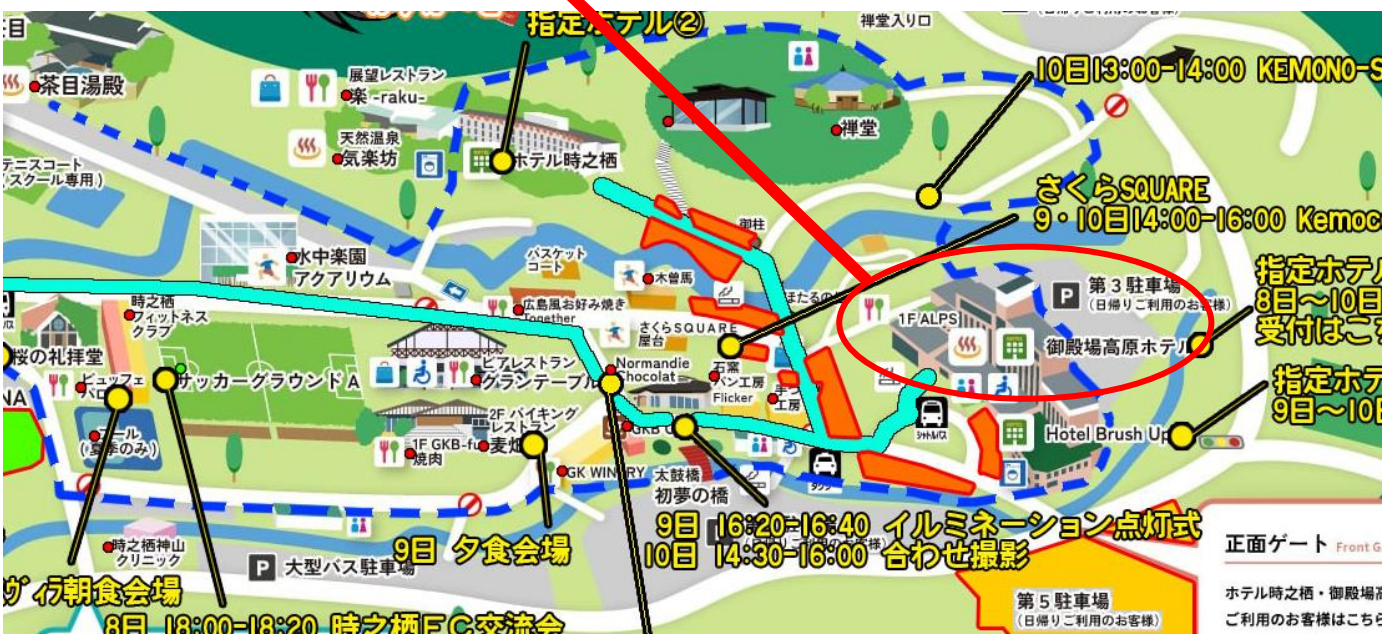 指定ホテル②
禅堂入り口
(日帰りご利用のお客様)
茶目湯殿
展望レストラン
楽 -raku-
10日13:00-14:00 KEMONO-S
天然温泉
気楽坊
禅堂
テニスコート
(スクール専用)
ホテル時之栖
さくらSQUARE
9・10日14:00-16:00 Kemoc
御柱
水中楽園
アクアリウム
バスケット
コート
木曽馬
第3駐車場
(日帰りご利用のお客様)
指定ホテル
8日~10日
受付はこち
時之栖
フィットネス
クラブ
広島風お好み焼き
Together
さくらSQUARE
屋台
1F ALPS
御殿場高原ホテル
桜の礼拝堂
ビュッフェ
サッカーグラウンドA
ビアレストラン
グランテーブル
Normandie
Chocolat
石窯
パン工房
Flicker
手づ
工房
指定ホテ
9日~10日
プール
(夏季のみ)
2F バイキング
レストラン
麦畑
1F GKB-fu
焼肉
シャトルバス
Hotel Brush Up
GK WINERY
太鼓橋
初夢の橋
タクシー
9日 16:20-16:40 イルミネーション点灯式
10日 14:30-16:00 合わせ撮影
時之栖神山
クリニック
P 大型バス駐車場
9日 夕食会場
正面ゲート Front G
ヴィラ朝食会場
8日 18:00-18:20 時之栖FC交流会
第5駐車場
(日帰りご利用のお客様)
ホテル時之栖・御殿場高
ご利用のお客様はこちら